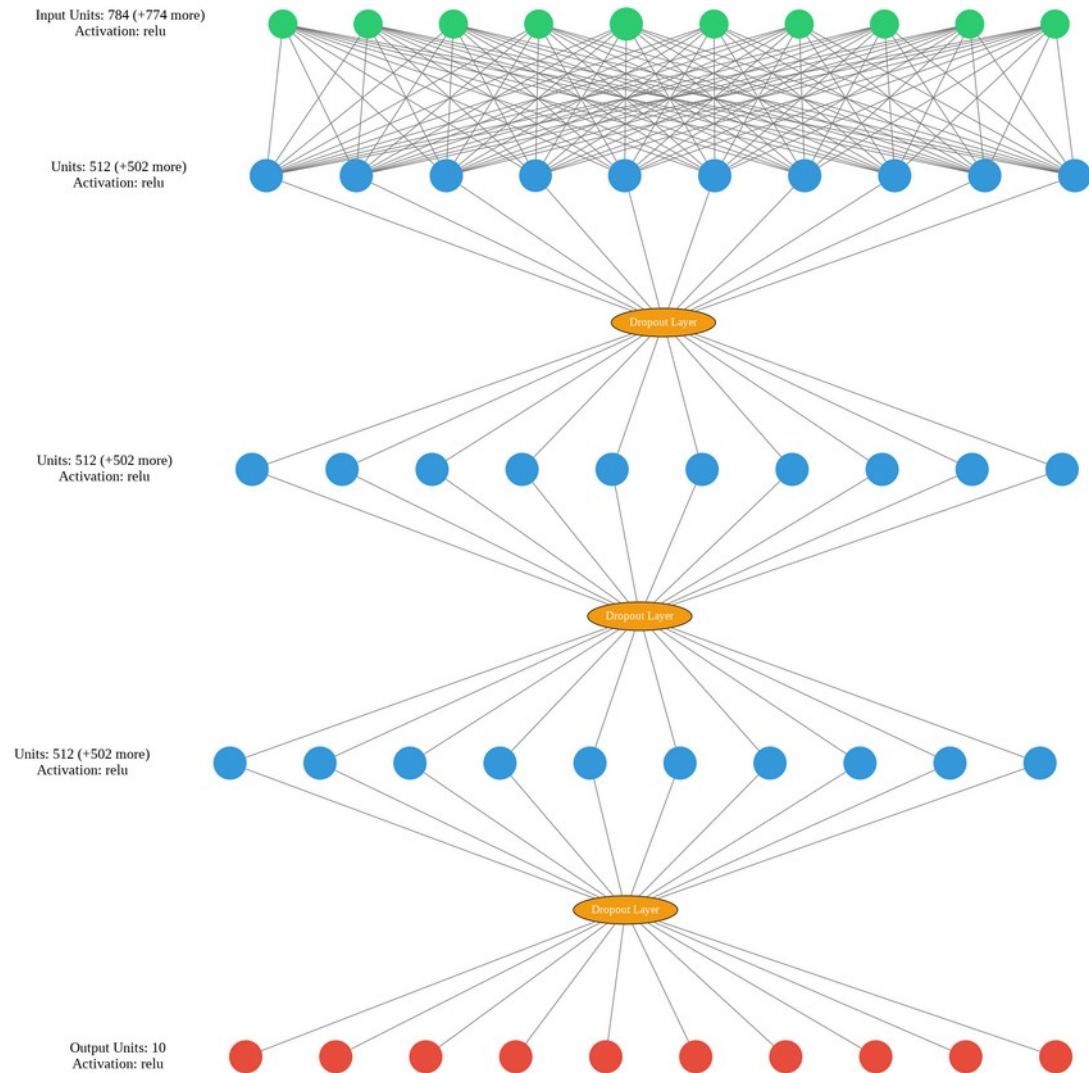 Input Units: 784 (+774 more)
Activation: relu
Units: 512 (+502 more)
Activation: relu
Dropout Layer
Units: 512 (+502 more)
Activation: relu
Dropout Layer
Units: 512 (+502 more)
Activation: relu
Dropout Layer
Output Units: 10
Activation: relu